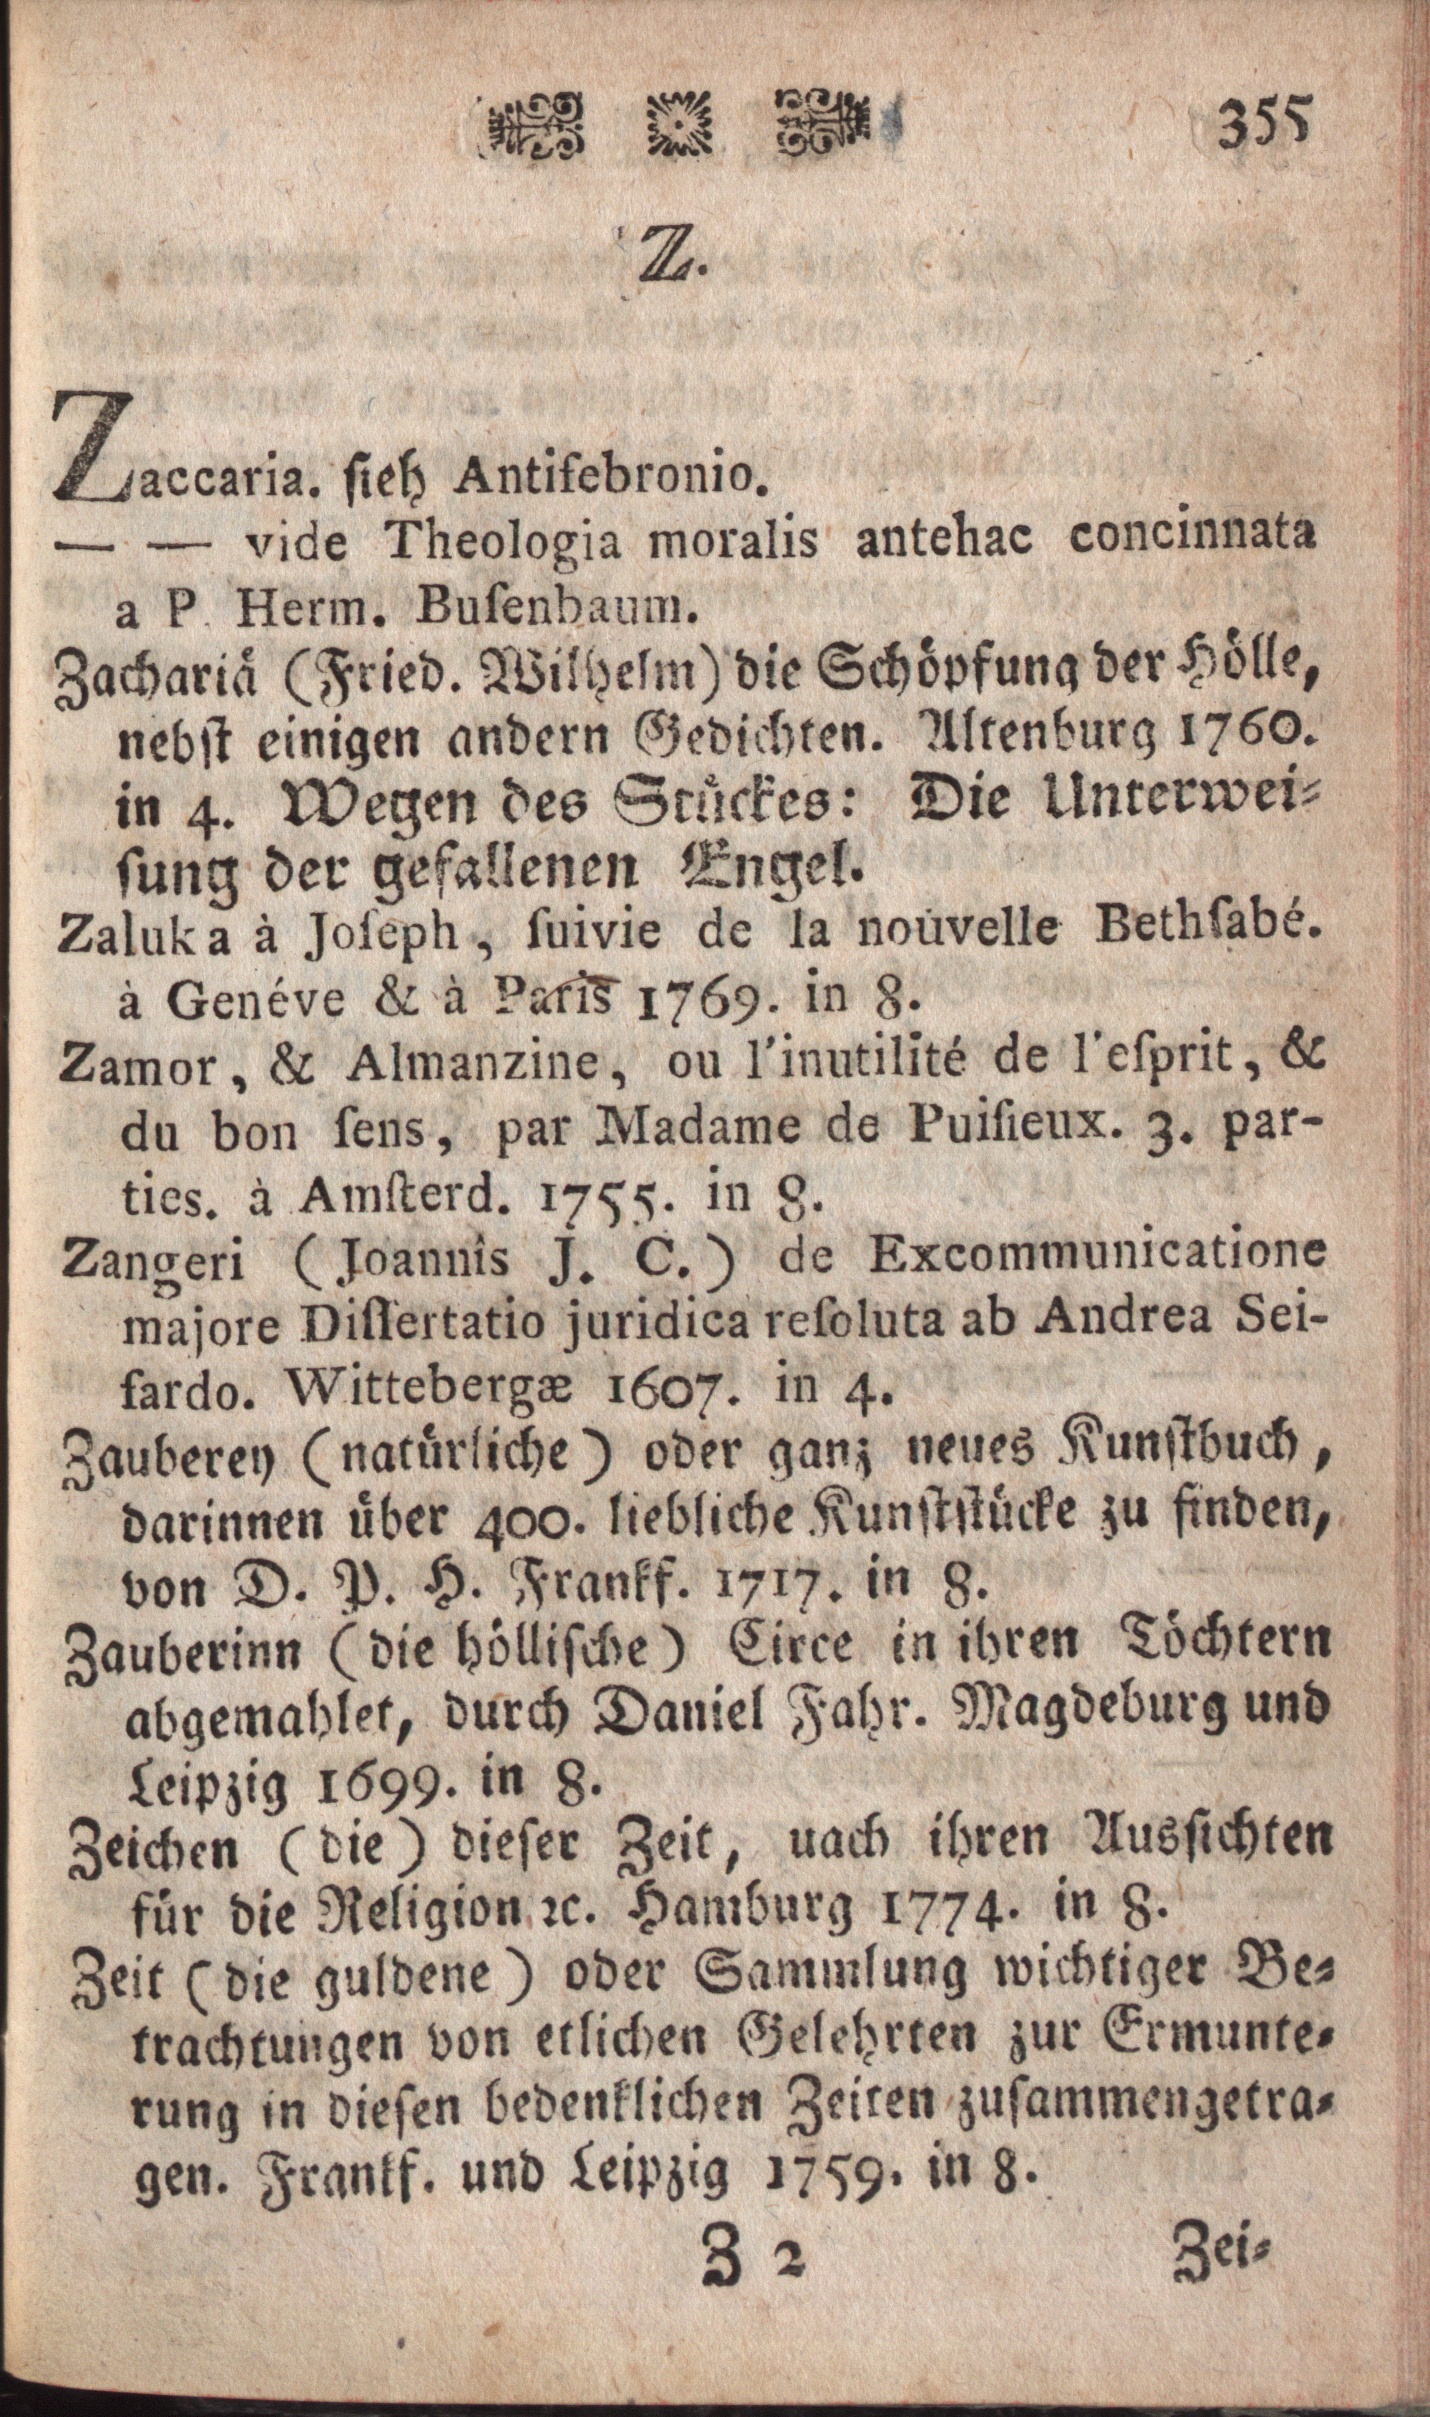 355
Z.
Zaccaria. ſieh Antifebronio.
— — vide Theologia moralis antehac concinnata
a P. Herm. Buſenbaum.
Zachariä (Fried. Wilhelm) die Schöpfung der Hölle,
nebſt einigen andern Gedichten. Altenburg 1760.
in 4. Wegen des Stückes: Die Unterwei-
ſung der gefallenen Engel.
Zaluka à Joſeph, ſuivie de la nouvelle Bethſabé.
à Genéve & à Paris 1769. in 8.
Zamor, & Almanzine, ou l'inutilité de l'eſprit, &
du bon ſens, par Madame de Puiſieux. 3. par-
ties. à Amſterd. 1755. in 8.
Zangeri (Joannis J. C.) de Excommunicatione
majore Diſſertatio juridica reſoluta ab Andrea Sei-
fardo. Wittebergæ 1607. in 4.
Zauberey (natürliche) oder ganz neues Kunſtbuch,
darinnen über 400. liebliche Kunſtſtücke zu finden,
von D. P. H. Frankf. 1717. in 8.
Zauberinn (die hölliſche) Circe in ihren Töchtern
abgemahlet, durch Daniel Fahr. Magdeburg und
Leipzig 1699. in 8.
Zeichen (die) dieſer Zeit, uach ihren Ausſichten
für die Religion ꝛc. Hamburg 1774. in 8.
Zeit (die guldene) oder Sammlung wichtiger Be-
trachtungen von etlichen Gelehrten zur Ermunte-
rung in dieſen bedenklichen Zeiten zuſammengetra-
gen. Frankf. und Leipzig 1759. in 8.
Z 2 Zei-